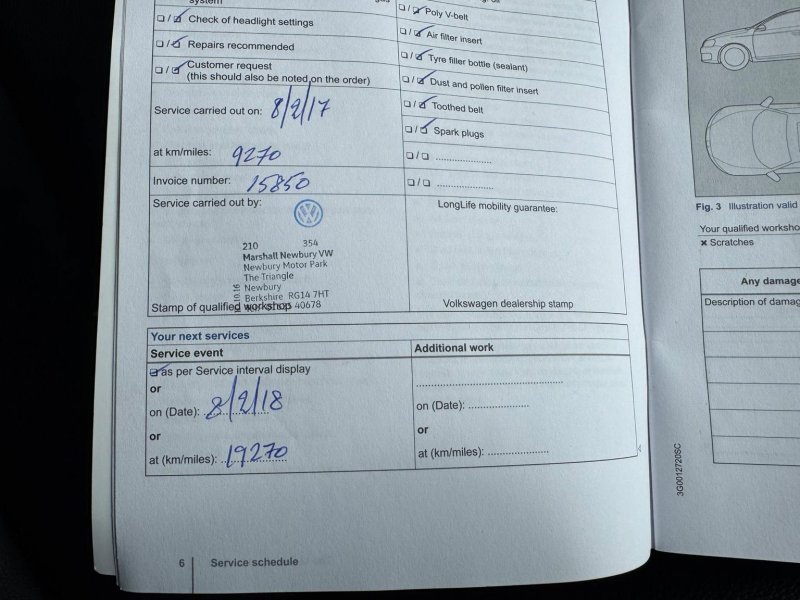 system
☐ / ☑ Check of headlight settings
☐ / ☑ Repairs recommended
☐ / ☑ Customer request
(this should also be noted on the order)
Service carried out on: 8/2/17
at km/miles: 9270
Invoice number: 15850
Service carried out by:
210 354
Marshall Newbury VW
Newbury Motor Park
The Triangle
Newbury
Berkshire RG14 7HT
40678
10.16
Stamp of qualified workshop
☐ / ☑ Poly V-belt
☐ / ☑ Air filter insert
☐ / ☑ Tyre filler bottle (sealant)
☐ / ☑ Dust and pollen filter insert
☐ / ☑ Toothed belt
☐ / ☑ Spark plugs
☐ / ☐ ....................
☐ / ☐ ....................
LongLife mobility guarantee:
Volkswagen dealership stamp
Your next services
Service event
☑ as per Service interval display
or
on (Date): 8/2/18
or
at (km/miles): 19270
Additional work
..................................................
on (Date): ....................
or
at (km/miles): ....................
6 Service schedule
Fig. 3 Illustration valid
Your qualified worksho
✖ Scratches
Any damage
Description of damag
3G0012720SC